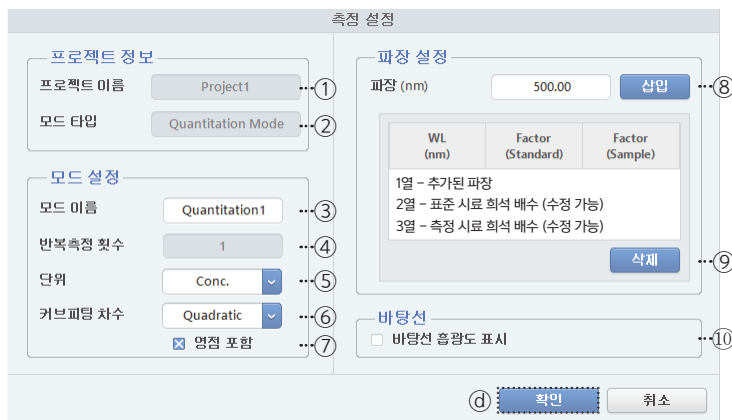 측정 설정
프로젝트 정보
프로젝트 이름 Project1 ①
모드 타입 Quantitation Mode ②
모드 설정
모드 이름 Quantitation1 ③
반복측정 횟수 1 ④
단위 Conc. ⑤
커브피팅 차수 Quadratic ⑥
영점 포함 ⑦
파장 설정
파장 (nm) 500.00 삽입 ⑧
WL Factor Factor
(nm) (Standard) (Sample)
1열 – 추가된 파장
2열 – 표준 시료 희석 배수 (수정 가능)
3열 – 측정 시료 희석 배수 (수정 가능)
삭제 ⑨
바탕선
바탕선 흡광도 표시 ⑩
ⓓ 확인 취소